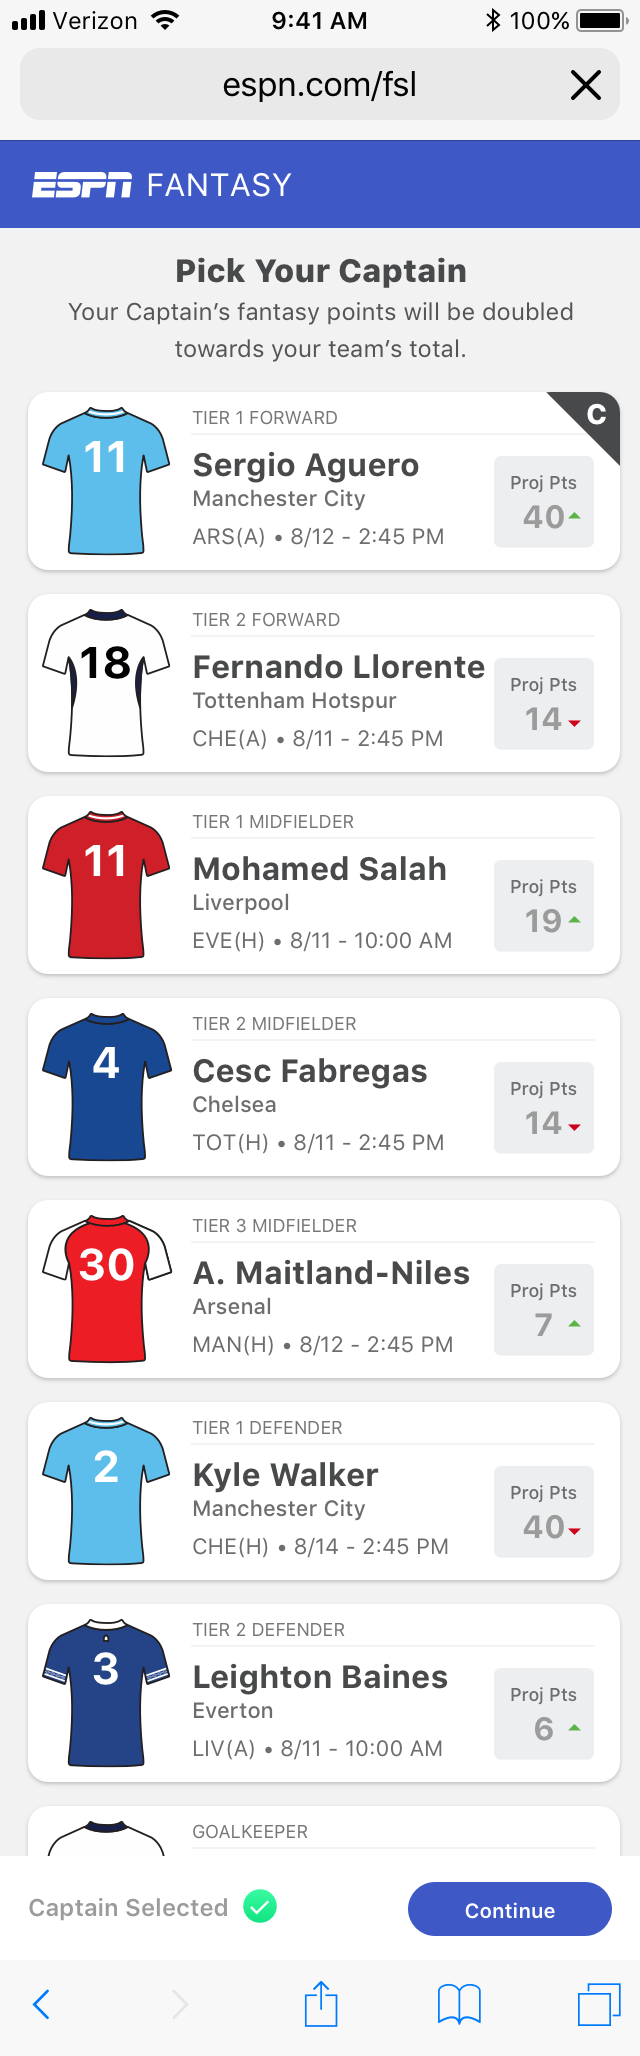 Verizon 9:41 AM 100%
espn.com/fsl
ESPN FANTASY
Pick Your Captain
Your Captain’s fantasy points will be doubled
towards your team’s total.
11
TIER 1 FORWARD
C
Sergio Aguero
Manchester City
ARS(A) • 8/12 - 2:45 PM
Proj Pts
40
18
TIER 2 FORWARD
Fernando Llorente
Tottenham Hotspur
CHE(A) • 8/11 - 2:45 PM
Proj Pts
14
11
TIER 1 MIDFIELDER
Mohamed Salah
Liverpool
EVE(H) • 8/11 - 10:00 AM
Proj Pts
19
4
TIER 2 MIDFIELDER
Cesc Fabregas
Chelsea
TOT(H) • 8/11 - 2:45 PM
Proj Pts
14
30
TIER 3 MIDFIELDER
A. Maitland-Niles
Arsenal
MAN(H) • 8/12 - 2:45 PM
Proj Pts
7
2
TIER 1 DEFENDER
Kyle Walker
Manchester City
CHE(H) • 8/14 - 2:45 PM
Proj Pts
40
3
TIER 2 DEFENDER
Leighton Baines
Everton
LIV(A) • 8/11 - 10:00 AM
Proj Pts
6
GOALKEEPER
Captain Selected
Continue